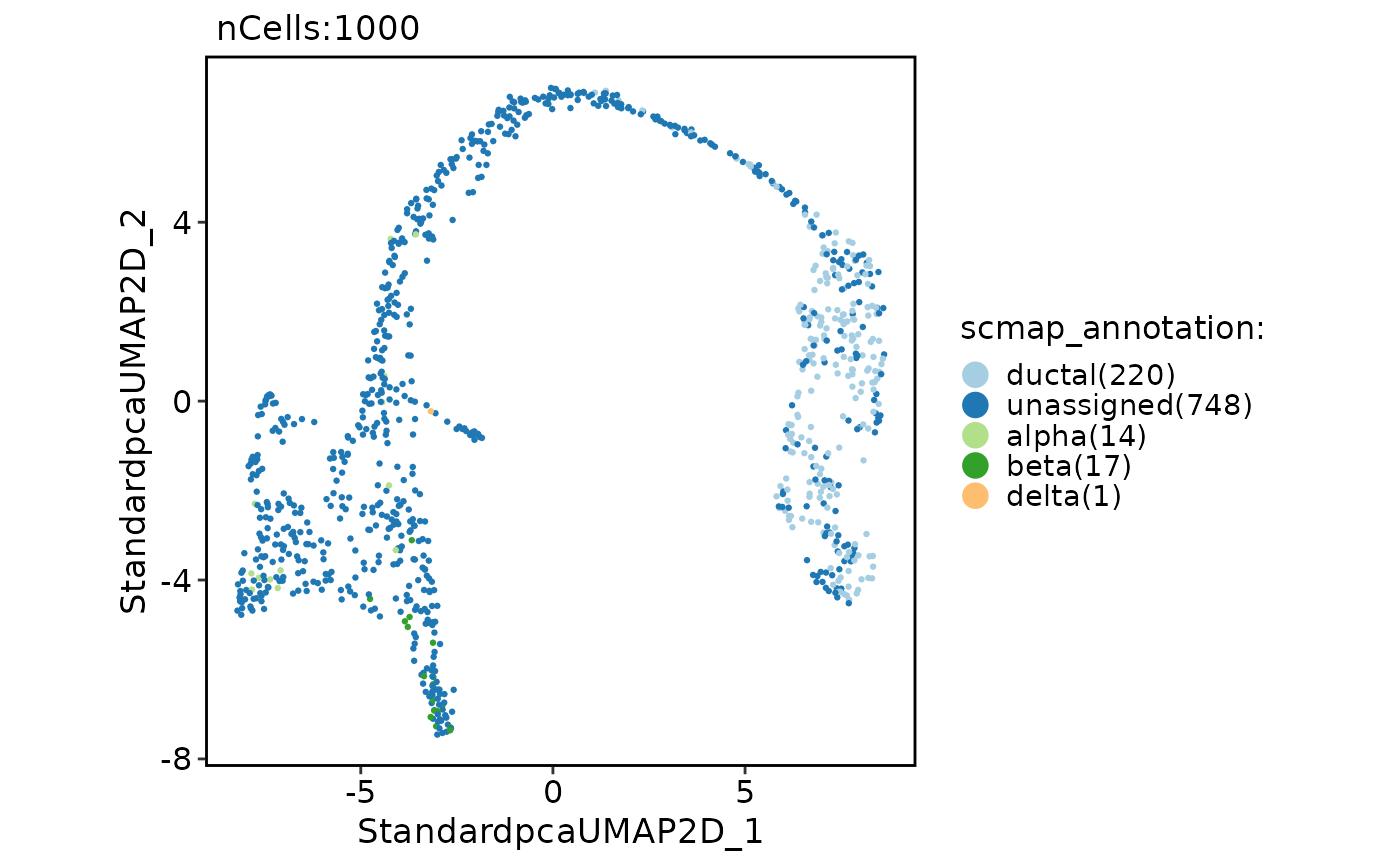 nCells:1000
StandardpcaUMAP2D_2
4
0
-4
-8
-5
0
5
StandardpcaUMAP2D_1
scmap_annotation:
ductal(220)
unassigned(748)
alpha(14)
beta(17)
delta(1)